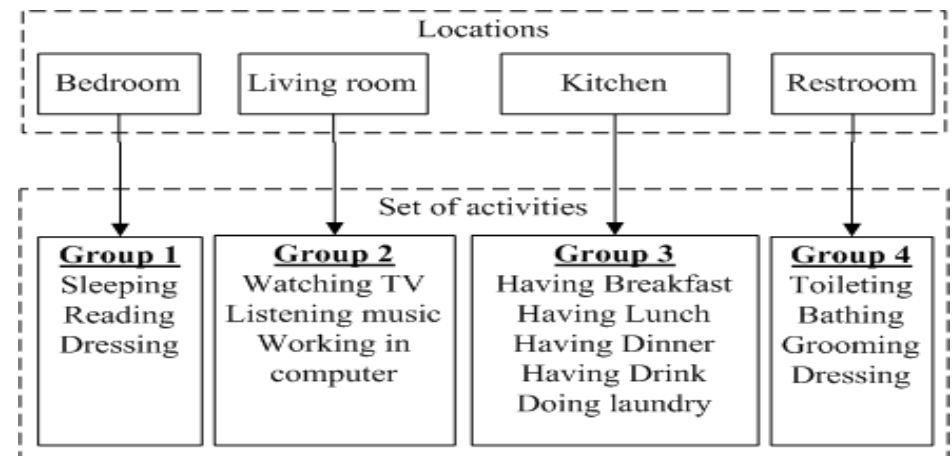 Locations
Bedroom
Living room
Kitchen
Restroom
Set of activities
Group 1
Sleeping
Reading
Dressing
Group 2
Watching TV
Listening music
Working in
computer
Group 3
Having Breakfast
Having Lunch
Having Dinner
Having Drink
Doing laundry
Group 4
Toileting
Bathing
Grooming
Dressing